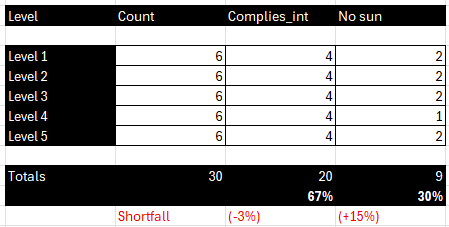 Level Count Complies_int No sun
Level 1 6 4 2
Level 2 6 4 2
Level 3 6 4 2
Level 4 6 4 1
Level 5 6 4 2
Totals 30 20 9
67% 30%
Shortfall (-3%) (+15%)